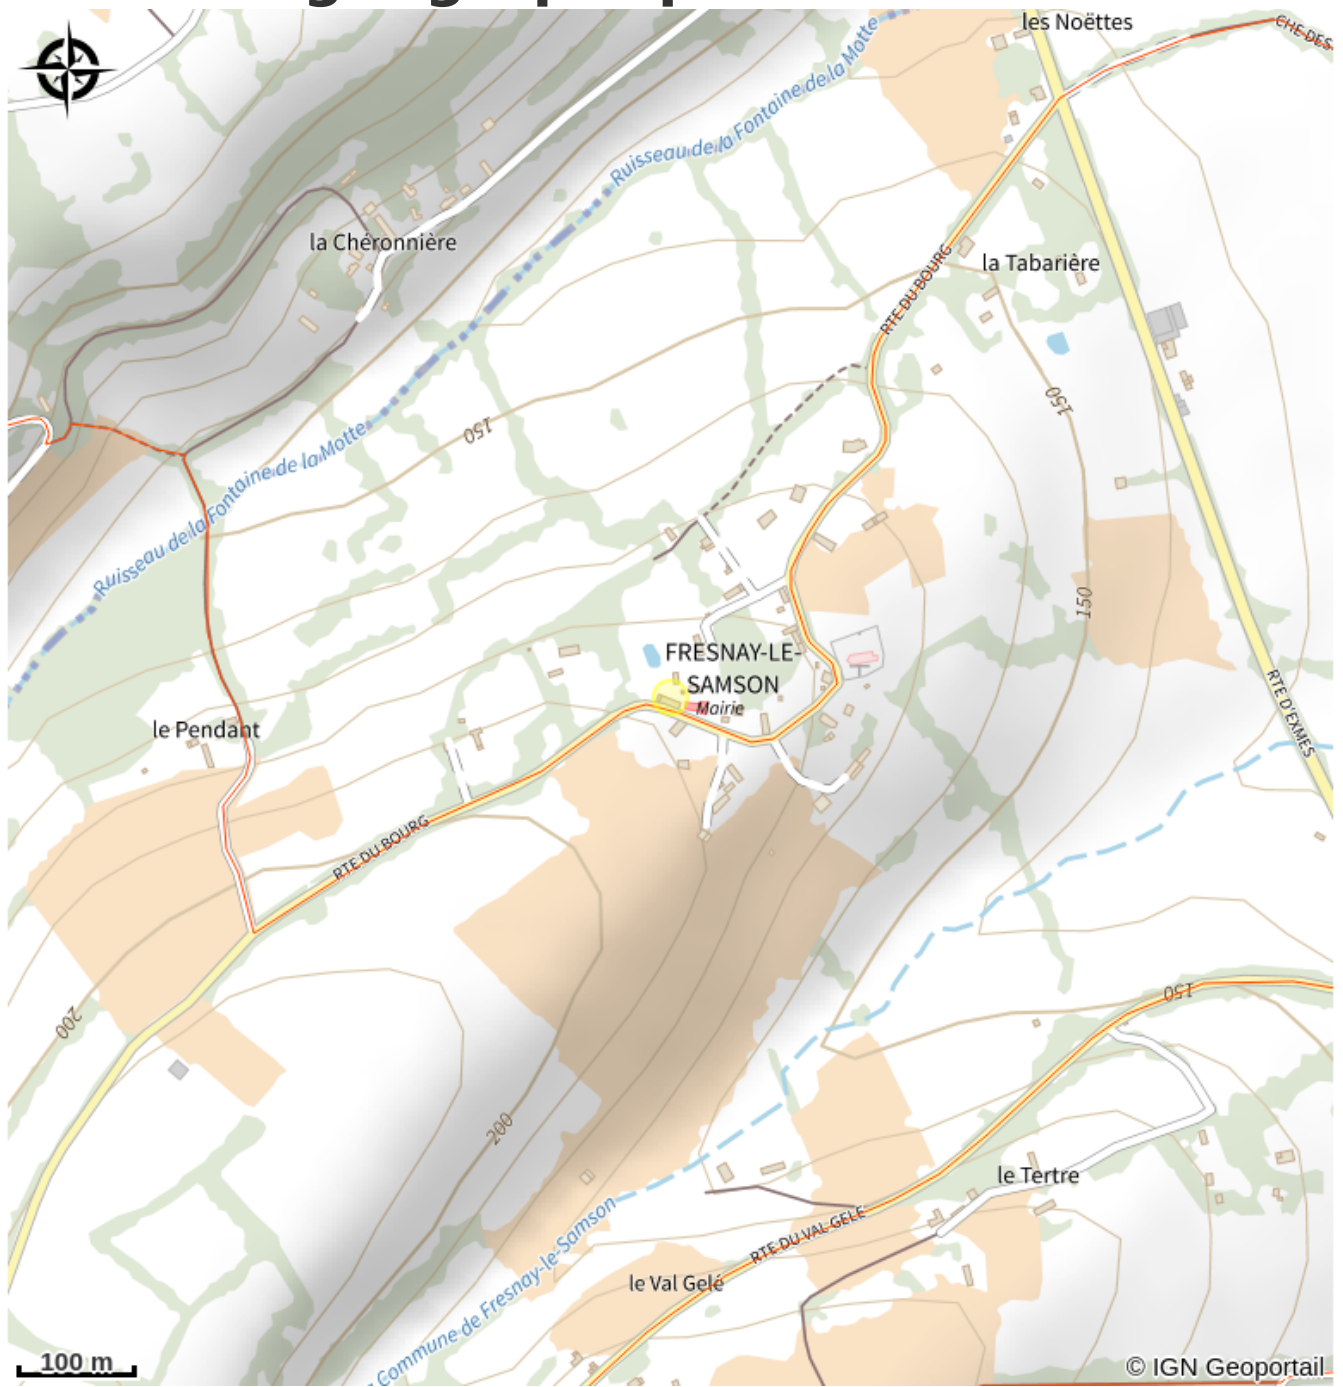 les Noëttes
CHE DES
Ruisseau de la Fontaine de la Motte
la Chéronnière
la Tabarière
RTE DU BOURG
150
150
Ruisseau de la Fontaine de la Motte
150
FRESNAY-LE-
SAMSON
Mairie
RTE D'EXMES
le Pendant
RTE DU BOURG
200
150
200
le Tertre
RTE DU VAL GELE
le Val Gelé
Commune de Fresnay-le-Samson
100 m
© IGN Geoportail